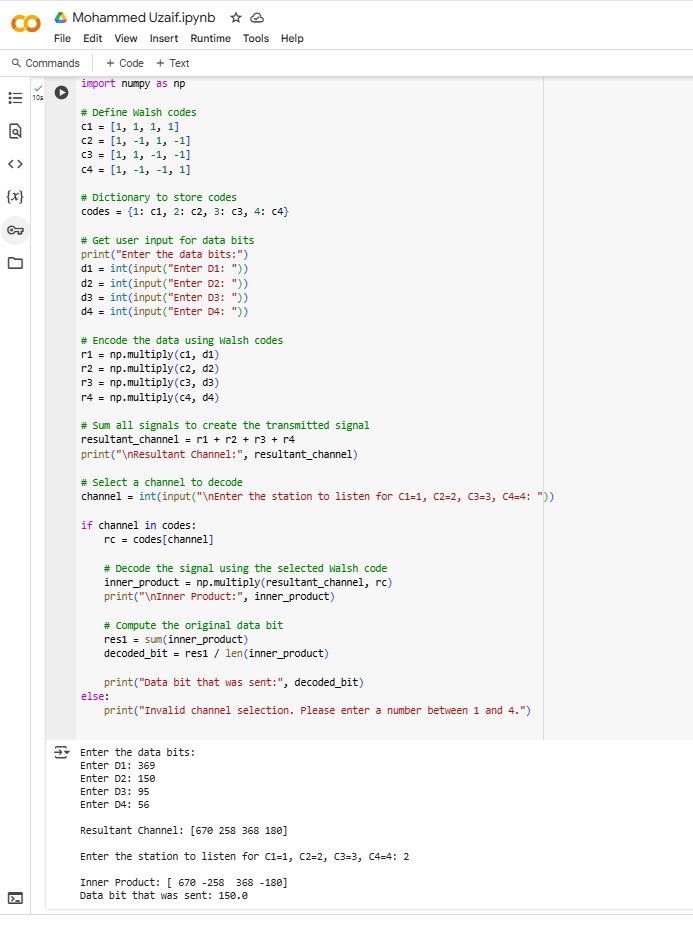 Mohammed Uzaif.ipynb
File Edit View Insert Runtime Tools Help
Commands + Code + Text
10s
import numpy as np
# Define Walsh codes
c1 = [1, 1, 1, 1]
c2 = [1, -1, 1, -1]
c3 = [1, 1, -1, -1]
c4 = [1, -1, -1, 1]
# Dictionary to store codes
codes = {1: c1, 2: c2, 3: c3, 4: c4}
# Get user input for data bits
print("Enter the data bits:")
d1 = int(input("Enter D1: "))
d2 = int(input("Enter D2: "))
d3 = int(input("Enter D3: "))
d4 = int(input("Enter D4: "))
# Encode the data using Walsh codes
r1 = np.multiply(c1, d1)
r2 = np.multiply(c2, d2)
r3 = np.multiply(c3, d3)
r4 = np.multiply(c4, d4)
# Sum all signals to create the transmitted signal
resultant_channel = r1 + r2 + r3 + r4
print("\nResultant Channel:", resultant_channel)
# Select a channel to decode
channel = int(input("\nEnter the station to listen for C1=1, C2=2, C3=3, C4=4: "))
if channel in codes:
    rc = codes[channel]
    # Decode the signal using the selected Walsh code
    inner_product = np.multiply(resultant_channel, rc)
    print("\nInner Product:", inner_product)
    # Compute the original data bit
    res1 = sum(inner_product)
    decoded_bit = res1 / len(inner_product)
    print("Data bit that was sent:", decoded_bit)
else:
    print("Invalid channel selection. Please enter a number between 1 and 4.")
Enter the data bits:
Enter D1: 369
Enter D2: 150
Enter D3: 95
Enter D4: 56
Resultant Channel: [670 258 368 180]
Enter the station to listen for C1=1, C2=2, C3=3, C4=4: 2
Inner Product: [ 670 -258  368 -180]
Data bit that was sent: 150.0